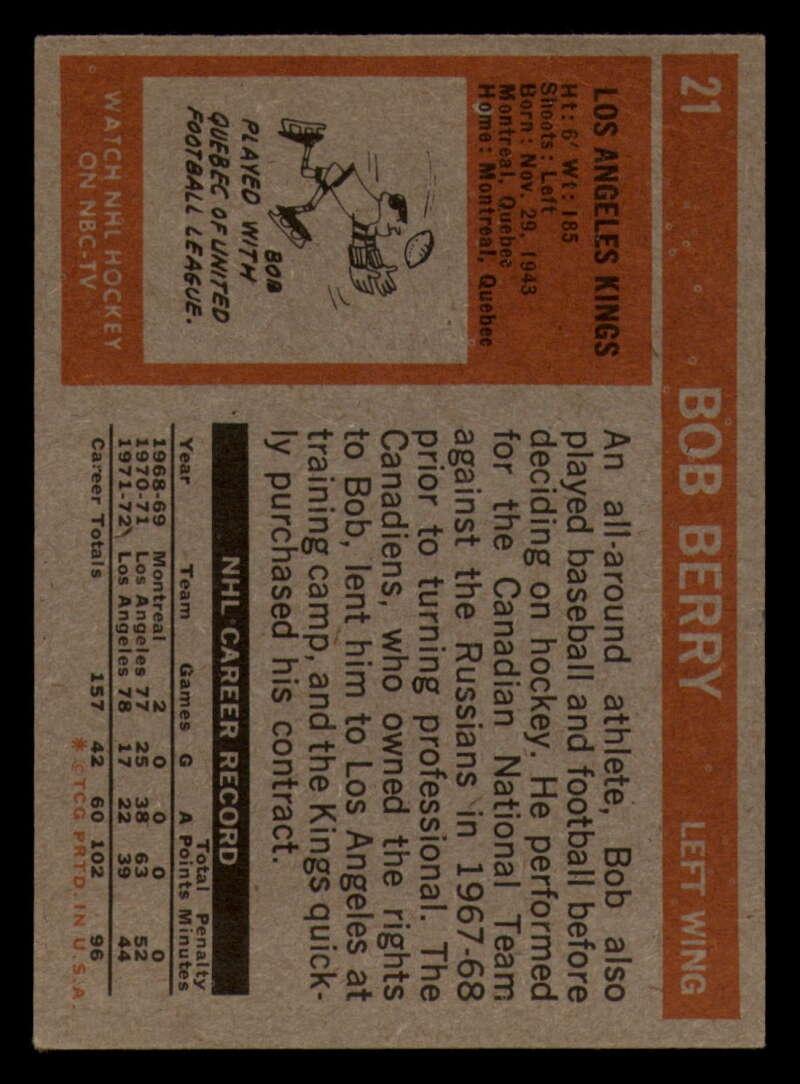 21 BOB BERRY LEFT WING
LOS ANGELES KINGS
Ht: 6' Wt: 185
Shoots: Left
Born: Nov. 29, 1943
Montreal, Quebec
Home: Montreal, Quebec
BOB
PLAYED WITH
QUEBEC OF UNITED
FOOTBALL LEAGUE.
WATCH NHL HOCKEY
ON NBC-TV
An all-around athlete, Bob also
played baseball and football before
deciding on hockey. He performed
for the Canadian National Team
against the Russians in 1967-68
prior to turning professional. The
Canadiens, who owned the rights
to Bob, lent him to Los Angeles at
training camp, and the Kings quick-
ly purchased his contract.
NHL CAREER RECORD
Total Penalty
Year Team Games G A Points Minutes
1968-69 Montreal 2 0 0 0 0
1970-71 Los Angeles 77 25 38 63 52
1971-72 Los Angeles 78 17 22 39 44
Career Totals 157 42 60 102 96
* © TCG PRTD. IN U.S.A.